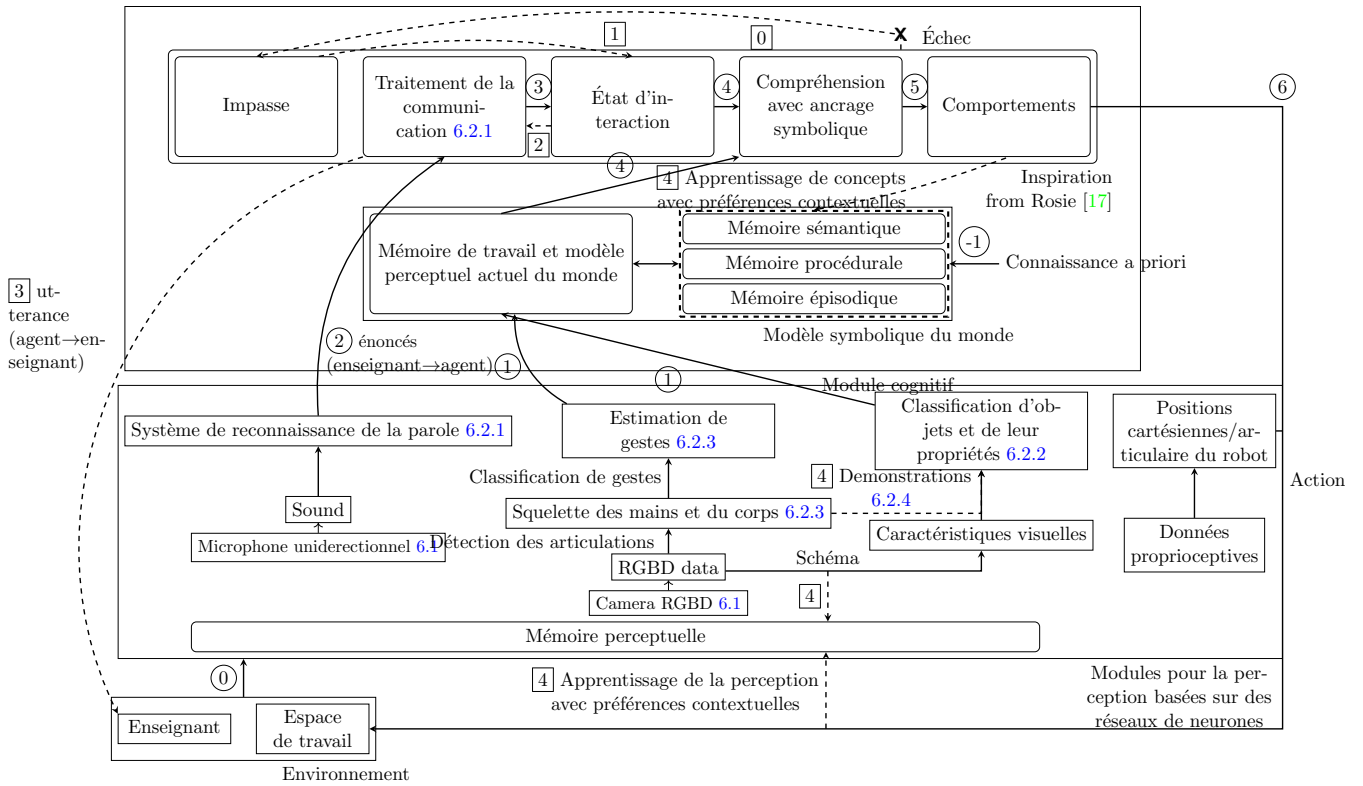 1
0
X Échec
6
Impasse
Traitement de la
communi-
cation 6.2.1
3
2
État d'in-
teraction
4
Compréhension
avec ancrage
symbolique
5
Comportements
4
4 Apprentissage de concepts
avec préférences contextuelles
Inspiration
from Rosie [17]
Mémoire de travail et modèle
perceptuel actuel du monde
Mémoire sémantique
Mémoire procédurale
Mémoire épisodique
-1
Connaissance a priori
Modèle symbolique du monde
3 ut-
terance
(agent→en-
seignant)
2 énoncés
(enseignant→agent)
1
1
Module cognitif
Système de reconnaissance de la parole 6.2.1
Estimation de
gestes 6.2.3
Classification d'ob-
jets et de leur
propriétés 6.2.2
Positions
cartésiennes/ar-
ticulaire du robot
Classification de gestes
4 Demonstrations
6.2.4
Action
Sound
Squelette des mains et du corps 6.2.3
Microphone uniderectionnel 6.1
Détection des articulations
Caractéristiques visuelles
Données
proprioceptives
RGBD data
Schéma
Camera RGBD 6.1
4
Mémoire perceptuelle
0
4 Apprentissage de la perception
avec préférences contextuelles
Modules pour la per-
ception basées sur des
réseaux de neurones
Enseignant
Espace
de travail
Environnement